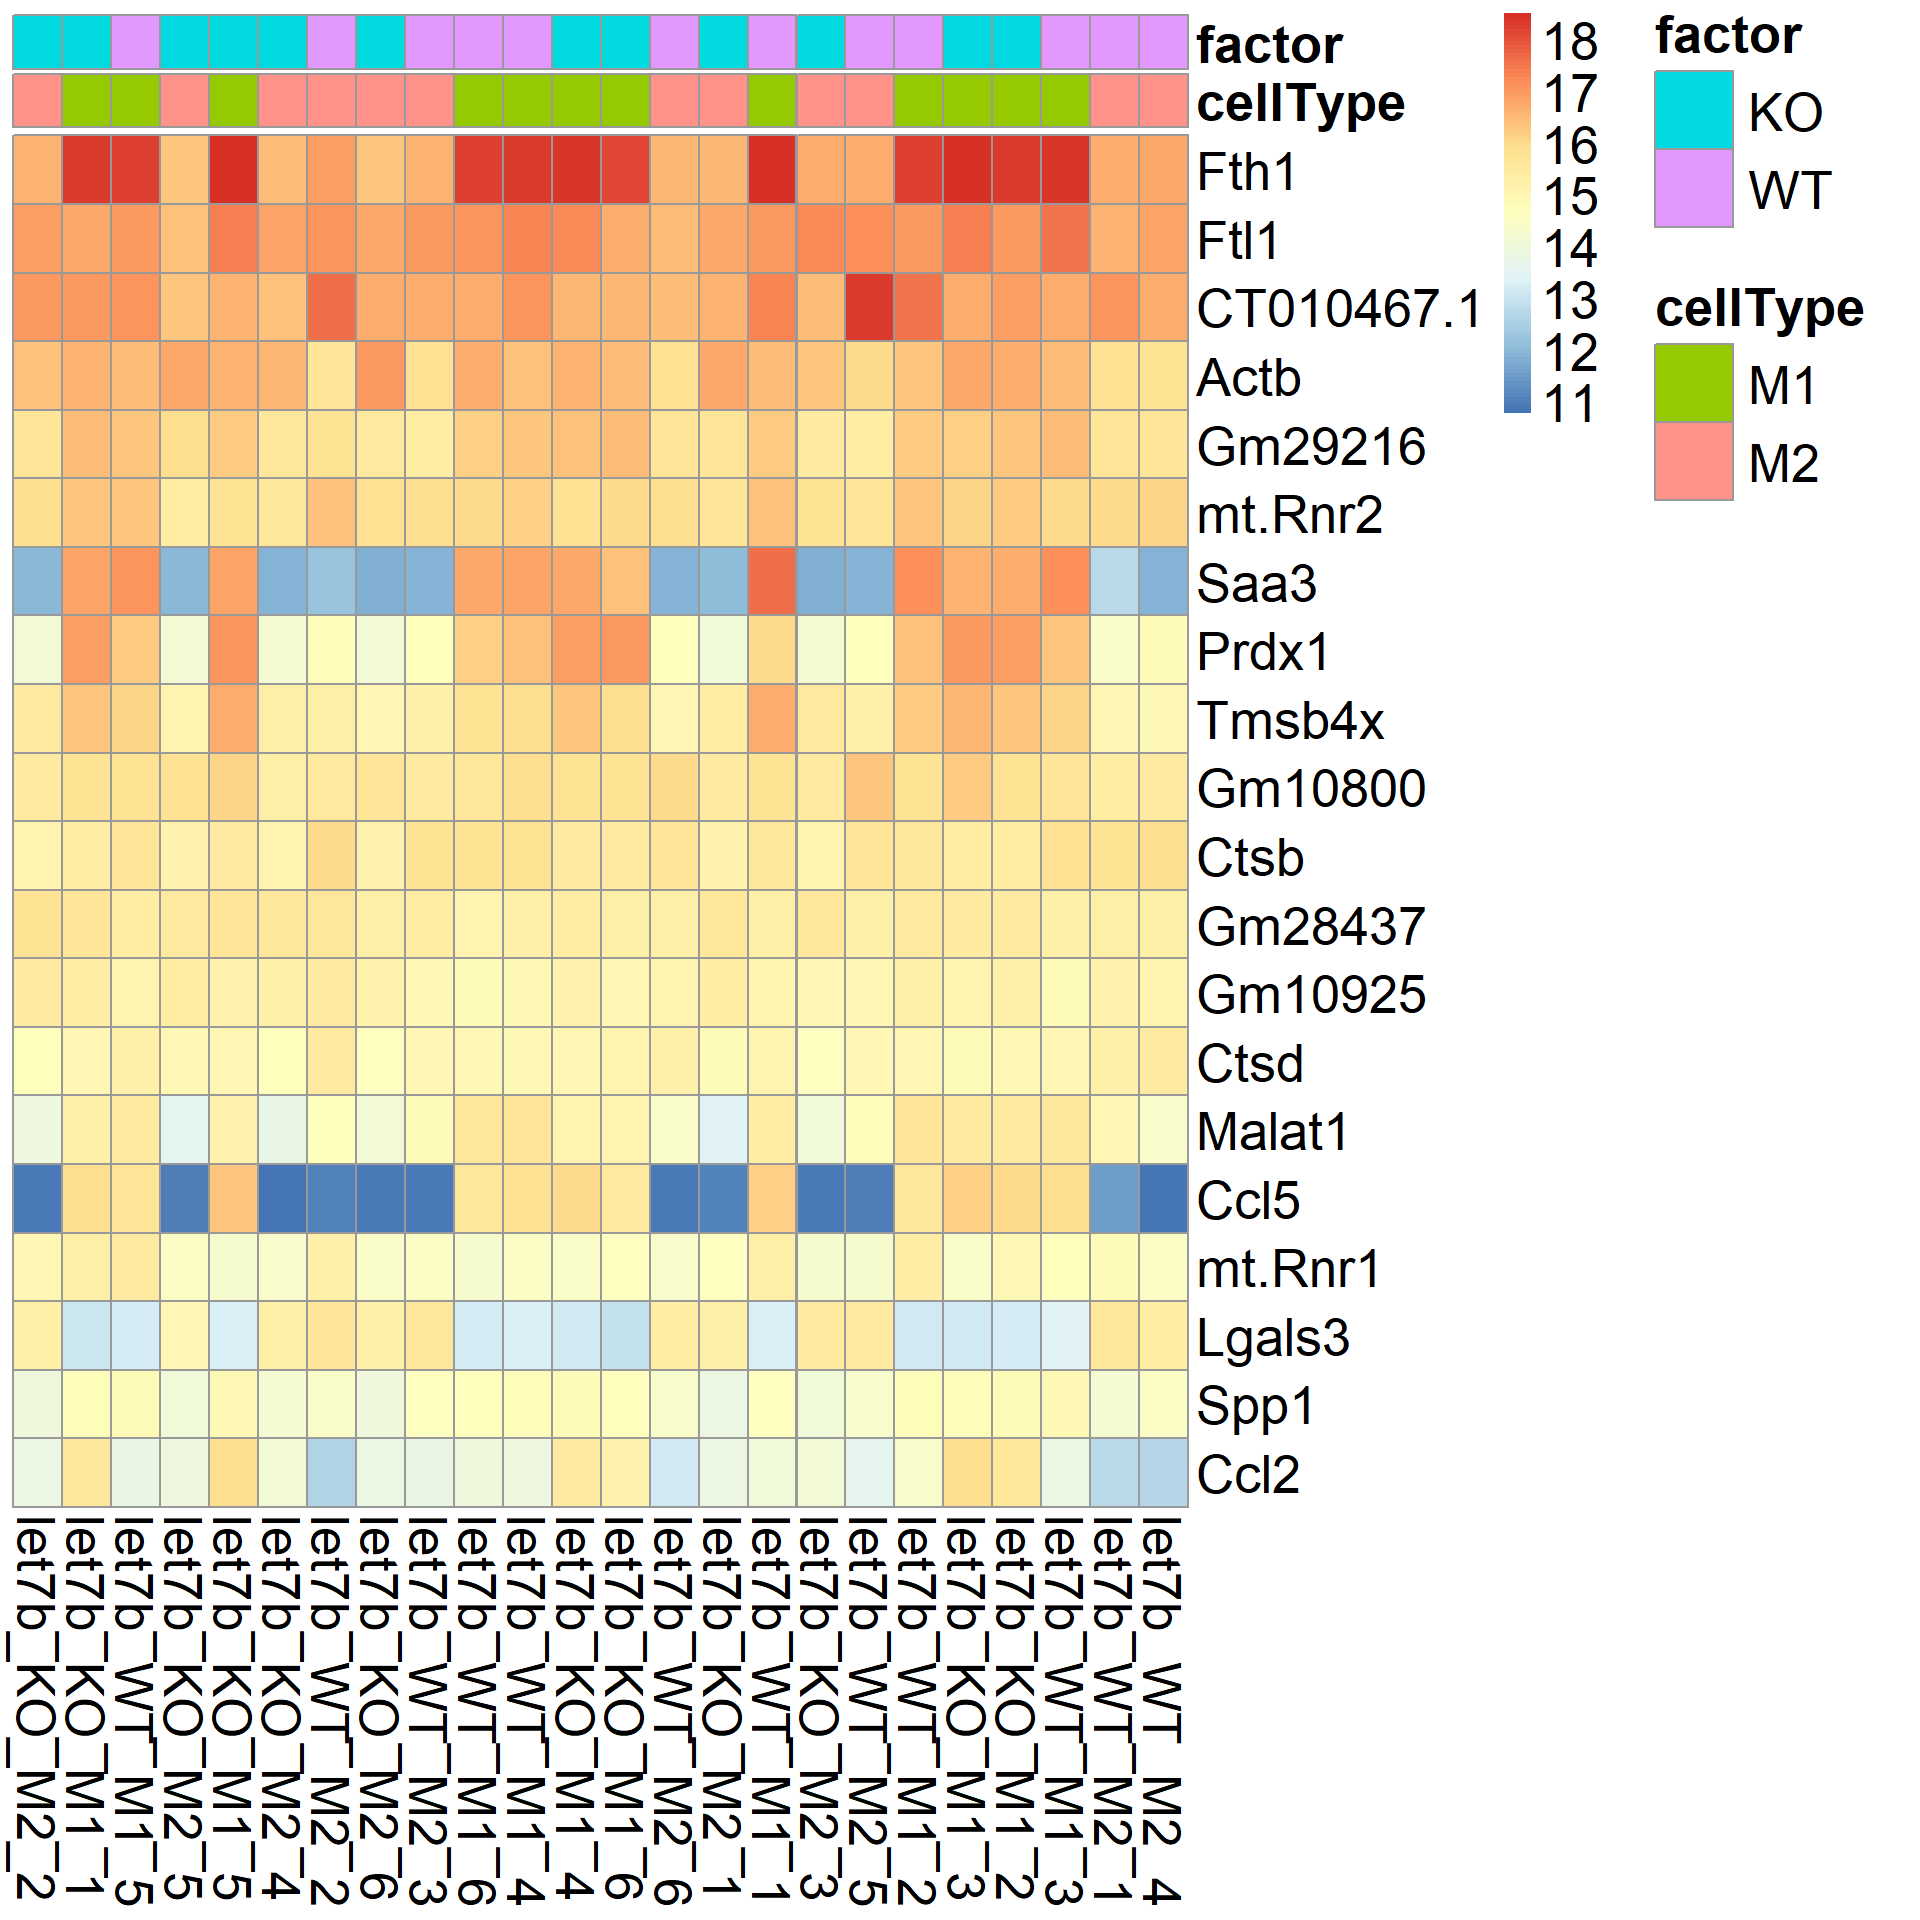 factor
cellType
Fth1
Ftl1
CT010467.1
Actb
Gm29216
mt.Rnr2
Saa3
Prdx1
Tmsb4x
Gm10800
Ctsb
Gm28437
Gm10925
Ctsd
Malat1
Ccl5
mt.Rnr1
Lgals3
Spp1
Ccl2
let7b_KO_M2_2
let7b_KO_M1_1
let7b_WT_M1_5
let7b_KO_M2_5
let7b_KO_M1_5
let7b_KO_M2_4
let7b_WT_M2_2
let7b_KO_M2_6
let7b_WT_M2_3
let7b_WT_M1_6
let7b_WT_M1_4
let7b_KO_M1_4
let7b_KO_M1_6
let7b_WT_M2_6
let7b_KO_M2_1
let7b_WT_M1_1
let7b_KO_M2_3
let7b_WT_M2_5
let7b_WT_M1_2
let7b_KO_M1_3
let7b_KO_M1_2
let7b_WT_M1_3
let7b_WT_M2_1
let7b_WT_M2_4
18
17
16
15
14
13
12
11
factor
KO
WT
cellType
M1
M2